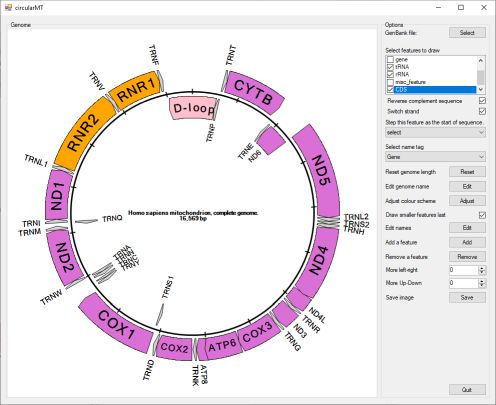 circularMT
Genome
Options
GenBank file:
Select
Select features to draw
gene
tRNA
rRNA
misc_feature
CDS
Reverse complement sequence
Switch strand
Step this feature as the start of sequence.
select
Select name tag
Gene
Reset genome length
Reset
Edit genome name
Edit
Adjust colour scheme
Adjust
Draw smaller features last
Edit names
Edit
Add a feature
Add
Remove a feature
Remove
More left-right
0
More Up-Down
0
Save image
Save
Quit
TRNF
TRNT
RNR1
D-loop
CYTB
TRNV
TRNP
RNR2
TRNE
ND6
ND5
TRNL1
ND1
Homo sapiens mitochondrion, complete genome.
16,569 bp
TRNQ
TRNI
TRNM
TRNL2
TRNS2
TRNH
ND2
TRNA
TRNY
ND4
TRNW
TRNS1
COX1
ND4L
TRNR
ND3
TRNG
COX3
ATP6
COX2
TRND
TRNK
ATP8